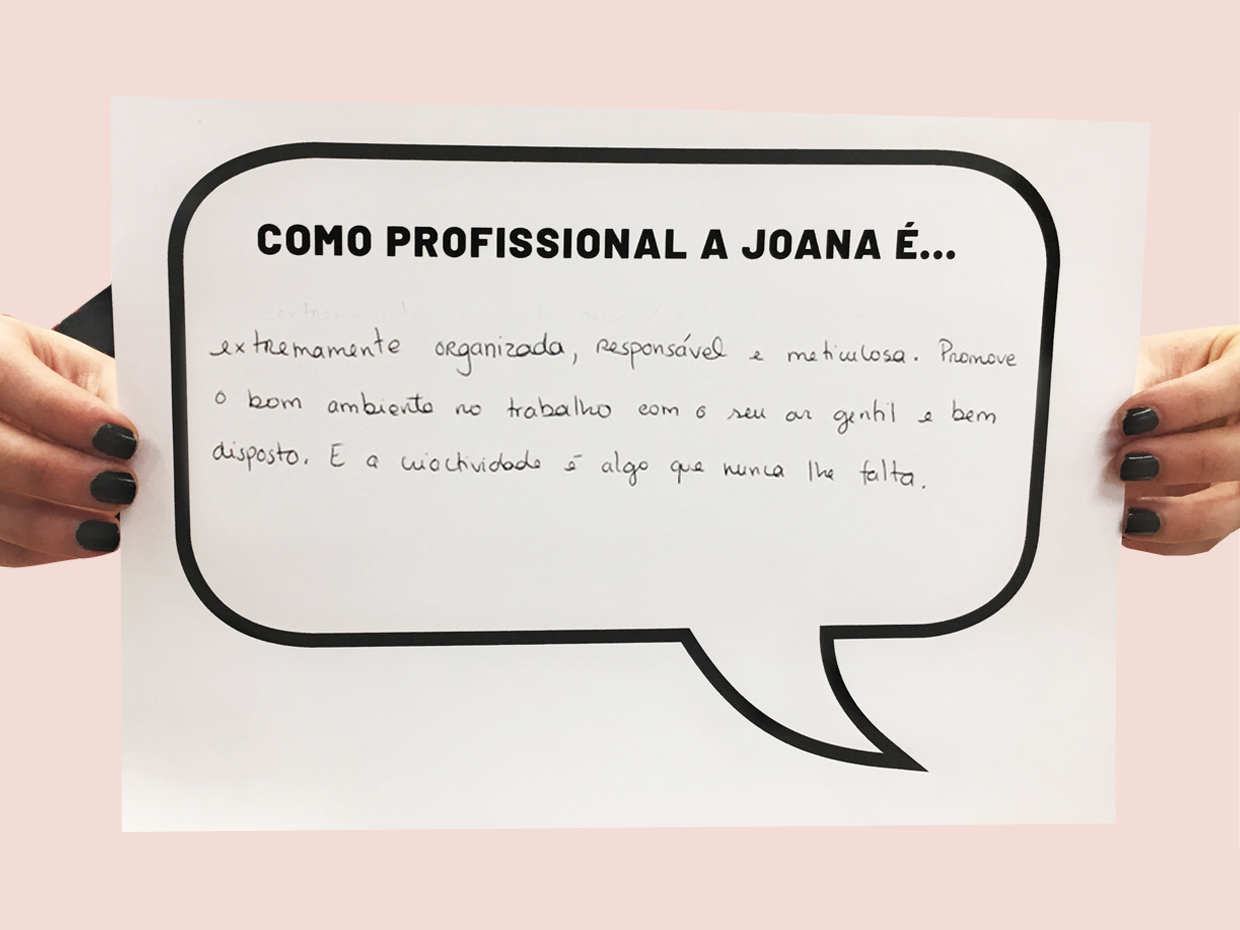 COMO PROFISSIONAL A JOANA É...
extremamente organizada, responsável e meticulosa. Promove
o bom ambiente no trabalho com o seu ar gentil e bem
disposto. E a criactividade é algo que nunca lhe falta.